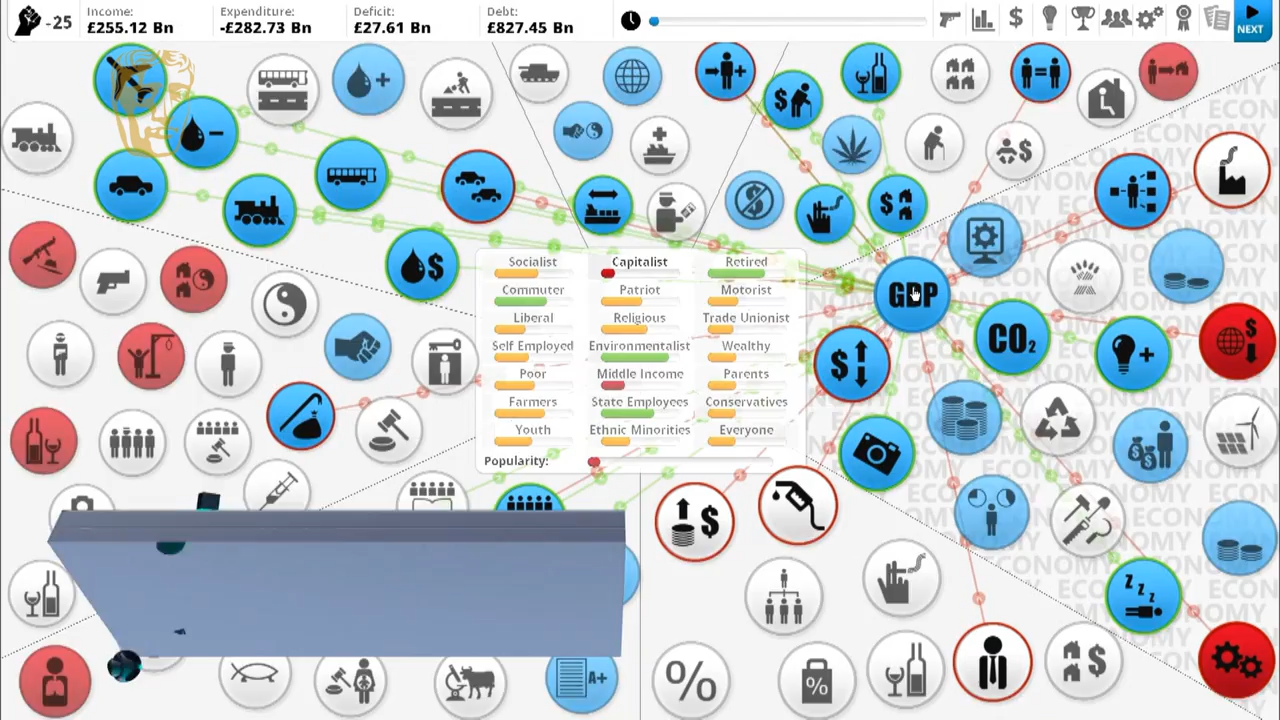 -25
Income:
£255.12 Bn
Expenditure:
-£282.73 Bn
Deficit:
£27.61 Bn
Debt:
£827.45 Bn
NEXT
Socialist
Capitalist
Retired
Commuter
Patriot
Motorist
Liberal
Religious
Trade Unionist
Self Employed
Environmentalist
Wealthy
Poor
Middle Income
Parents
Farmers
State Employees
Conservatives
Youth
Ethnic Minorities
Everyone
Popularity:
GDP
CO₂
A+
ECONOMY
ECONOMY
ECONOMY